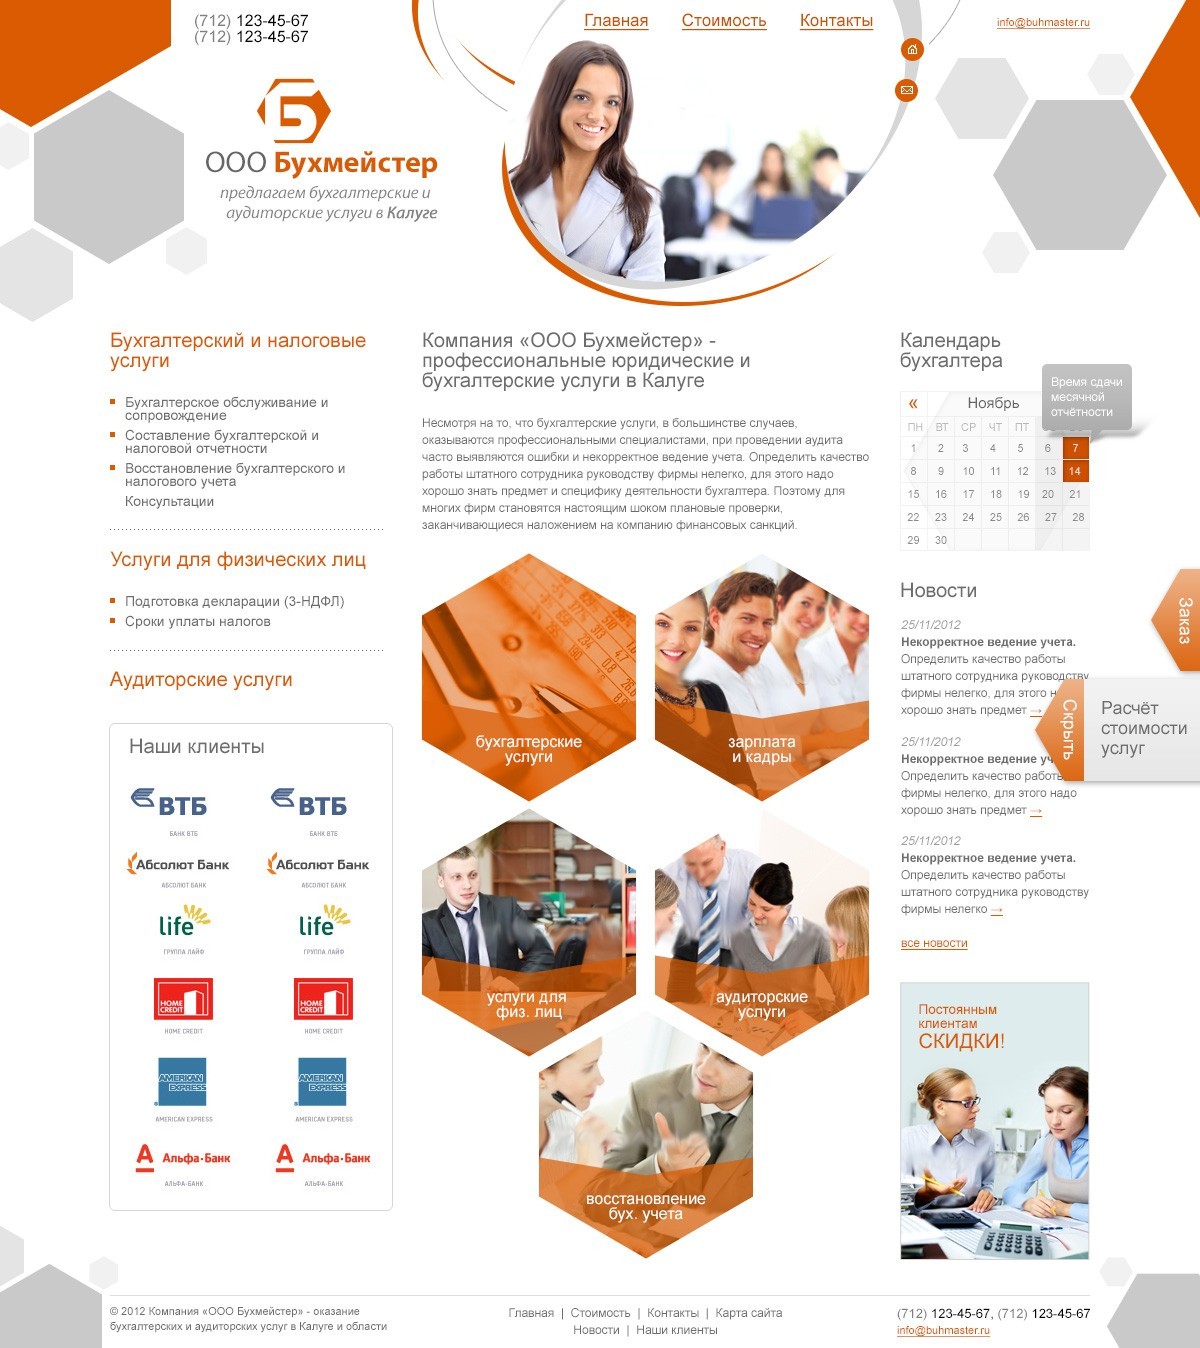 (712) 123-45-67
(712) 123-45-67
Главная
Стоимость
Контакты
info@buhmaster.ru
Б
ООО Бухмейстер
предлагаем бухгалтерские и
аудиторские услуги в Калуге
Бухгалтерский и налоговые
услуги
Бухгалтерское обслуживание и
сопровождение
Составление бухгалтерской и
налоговой отчетности
Восстановление бухгалтерского и
налогового учета
Консультации
Услуги для физических лиц
Подготовка декларации (3-НДФЛ)
Сроки уплаты налогов
Аудиторские услуги
Наши клиенты
ВТБ ВТБ
БАНК ВТБ БАНК ВТБ
Абсолют Банк Абсолют Банк
АБСОЛЮТ БАНК АБСОЛЮТ БАНК
life life
ГРУППА ЛАЙФ ГРУППА ЛАЙФ
HOME CREDIT HOME CREDIT
HOME CREDIT HOME CREDIT
AMERICAN EXPRESS AMERICAN EXPRESS
AMERICAN EXPRESS AMERICAN EXPRESS
А Альфа·Банк А Альфа·Банк
АЛЬФА-БАНК АЛЬФА-БАНК
Компания «ООО Бухмейстер» -
профессиональные юридические и
бухгалтерские услуги в Калуге
Несмотря на то, что бухгалтерские услуги, в большинстве случаев,
оказываются профессиональными специалистами, при проведении аудита
часто выявляются ошибки и некорректное ведение учета. Определить качество
работы штатного сотрудника руководству фирмы нелегко, для этого надо
хорошо знать предмет и специфику деятельности бухгалтера. Поэтому для
многих фирм становятся настоящим шоком плановые проверки,
заканчивающиеся наложением на компанию финансовых санкций.
бухгалтерские
услуги
зарплата
и кадры
услуги для
физ. лиц
аудиторские
услуги
восстановление
бух. учета
Календарь
бухгалтера
Время сдачи
месячной
отчётности
« Ноябрь
ПН ВТ СР ЧТ ПТ
1 2 3 4 5 6 7
8 9 10 11 12 13 14
15 16 17 18 19 20 21
22 23 24 25 26 27 28
29 30
Новости
25/11/2012
Некорректное ведение учета.
Определить качество работы
штатного сотрудника руководству
фирмы нелегко, для этого
хорошо знать предмет →
25/11/2012
Некорректное ведение
Определить качество работы
фирмы нелегко, для этого надо
хорошо знать предмет →
25/11/2012
Некорректное ведение учета.
Определить качество работы
штатного сотрудника руководству
фирмы нелегко →
все новости
Заказ
Скрыть
Расчёт
стоимости
услуг
Постоянным
клиентам
СКИДКИ!
© 2012 Компания «ООО Бухмейстер» - оказание
бухгалтерских и аудиторских услуг в Калуге и области
Главная | Стоимость | Контакты | Карта сайта
Новости | Наши клиенты
(712) 123-45-67, (712) 123-45-67
info@buhmaster.ru